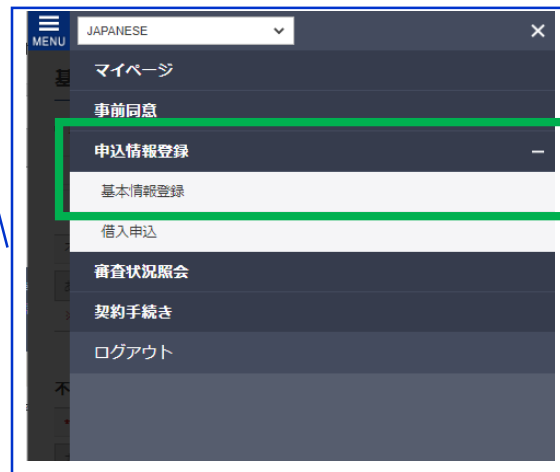 MENU
JAPANESE
×
マイページ
事前同意
申込情報登録 −
基本情報登録
借入申込
審査状況照会
契約手続き
ログアウト
基
不